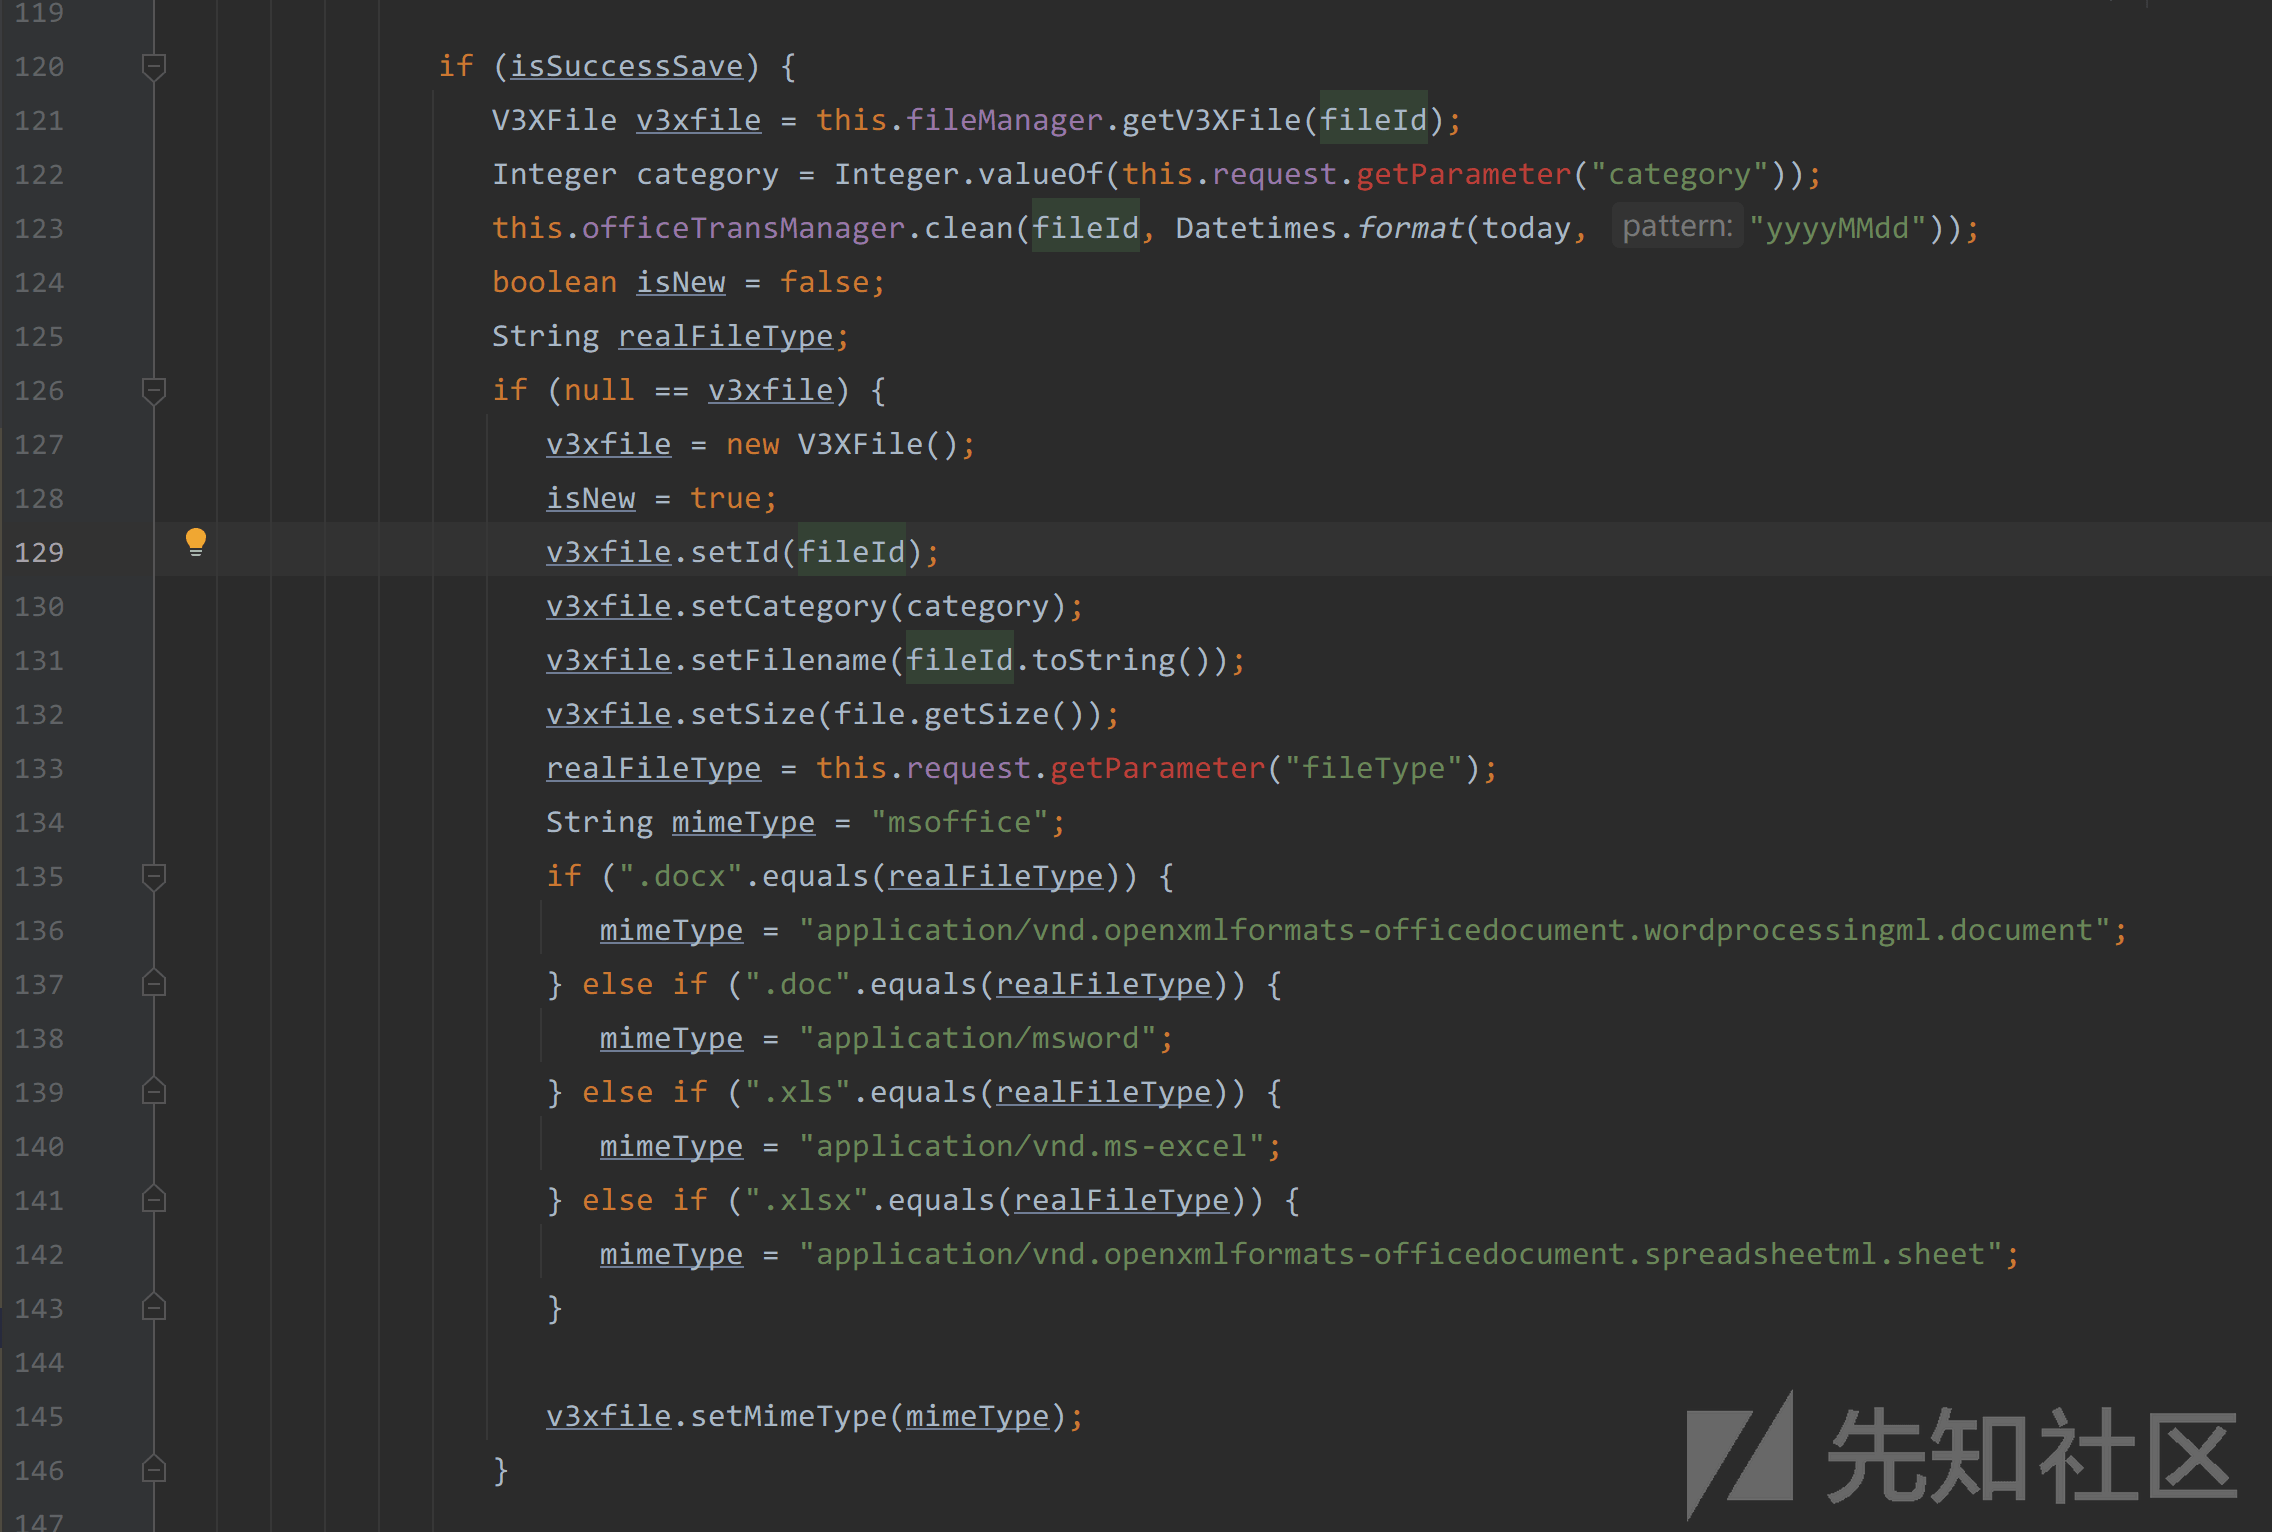 119
120 if (isSuccessSave) {
121 V3XFile v3xfile = this.fileManager.getV3XFile(fileId);
122 Integer category = Integer.valueOf(this.request.getParameter("category"));
123 this.officeTransManager.clean(fileId, Datetimes.format(today, pattern: "yyyyMMdd"));
124 boolean isNew = false;
125 String realFileType;
126 if (null == v3xfile) {
127 v3xfile = new V3XFile();
128 isNew = true;
129 v3xfile.setId(fileId);
130 v3xfile.setCategory(category);
131 v3xfile.setFilename(fileId.toString());
132 v3xfile.setSize(file.getSize());
133 realFileType = this.request.getParameter("fileType");
134 String mimeType = "msoffice";
135 if (".docx".equals(realFileType)) {
136 mimeType = "application/vnd.openxmlformats-officedocument.wordprocessingml.document";
137 } else if (".doc".equals(realFileType)) {
138 mimeType = "application/msword";
139 } else if (".xls".equals(realFileType)) {
140 mimeType = "application/vnd.ms-excel";
141 } else if (".xlsx".equals(realFileType)) {
142 mimeType = "application/vnd.openxmlformats-officedocument.spreadsheetml.sheet";
143 }
144
145 v3xfile.setMimeType(mimeType);
146 }
147
先知社区